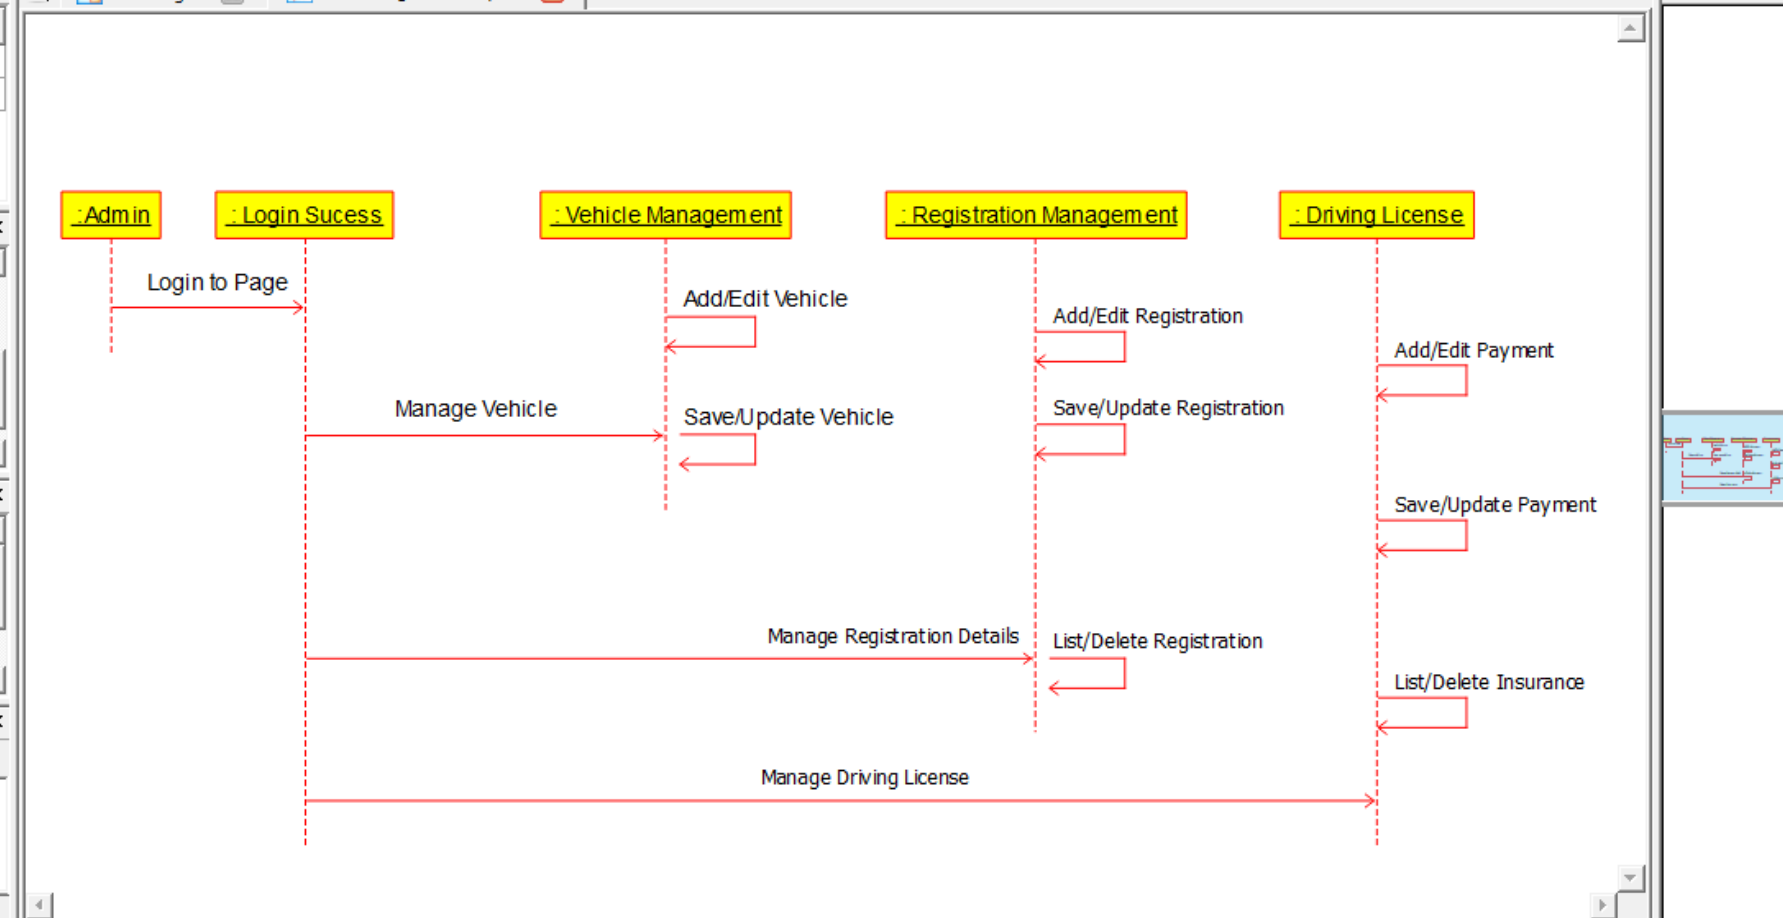 :Admin
: Login Sucess
: Vehicle Management
: Registration Management
: Driving License
Login to Page
Add/Edit Vehicle
Add/Edit Registration
Add/Edit Payment
Manage Vehicle
Save/Update Vehicle
Save/Update Registration
Save/Update Payment
Manage Registration Details
List/Delete Registration
List/Delete Insurance
Manage Driving License